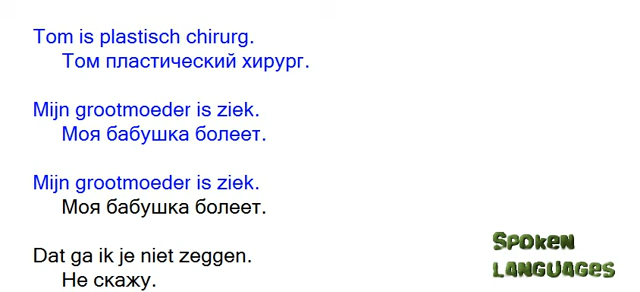 Tom is plastisch chirurg.
Том пластический хирург.
Mijn grootmoeder is ziek.
Моя бабушка болеет.
Mijn grootmoeder is ziek.
Моя бабушка болеет.
Dat ga ik je niet zeggen.
Не скажу.
Spoken
Languages